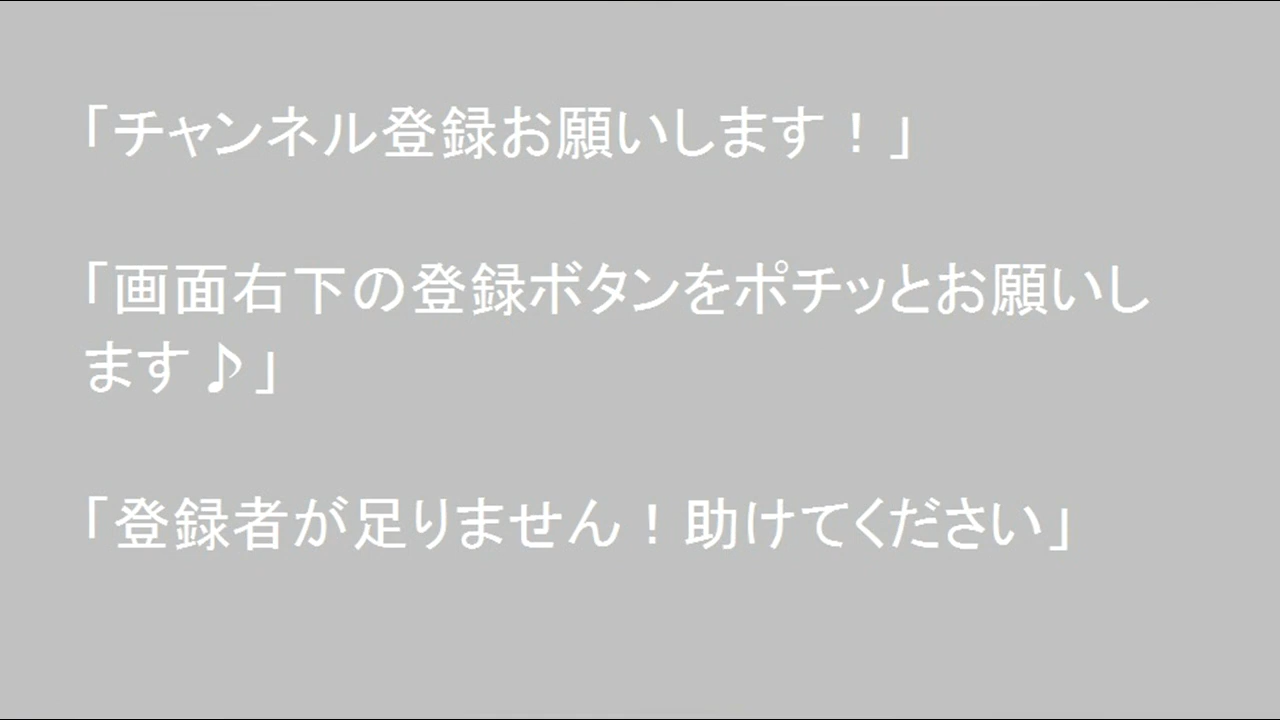 「チャンネル登録お願いします！」
「画面右下の登録ボタンをポチッとお願いし
ます♪」
「登録者が足りません！助けてください」